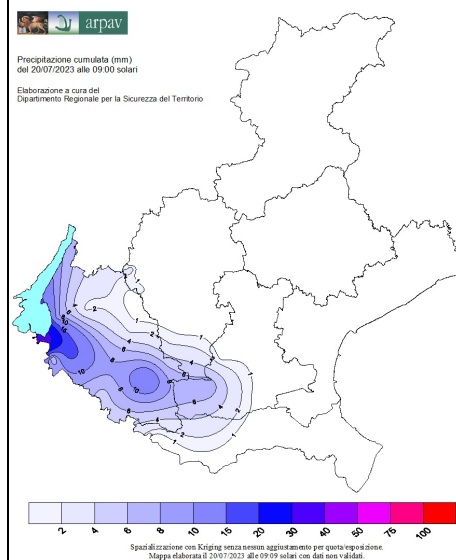 arpav
Precipitazione cumulata (mm)
del 20/07/2023 alle 09:00 solari
Elaborazione a cura del
Dipartimento Regionale per la Sicurezza del Territorio
2 4 6 8 10 15 20 30 40 50 75 100
Spazializzazione con Kriging senza nessun aggiustamento per quota/esposizione.
Mappa elaborata il 20/07/2023 alle 09:09 solari con dati non validati.